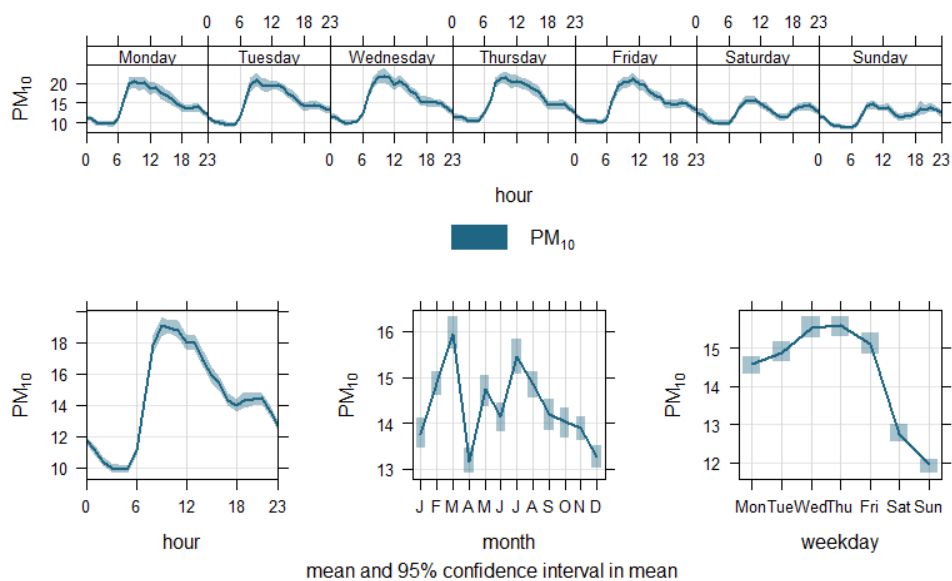 0 6 12 18 23 0 6 12 18 23 0 6 12 18 23
Monday Tuesday Wednesday Thursday Friday Saturday Sunday
PM10
20
15
10
0 6 12 18 23 0 6 12 18 23 0 6 12 18 23 0 6 12 18 23
hour
PM10
PM10
18
16
14
12
10
0 6 12 18 23
hour
PM10
16
15
14
13
J F M A M J J A S O N D
month
PM10
15
14
13
12
Mon Tue Wed Thu Fri Sat Sun
weekday
mean and 95% confidence interval in mean